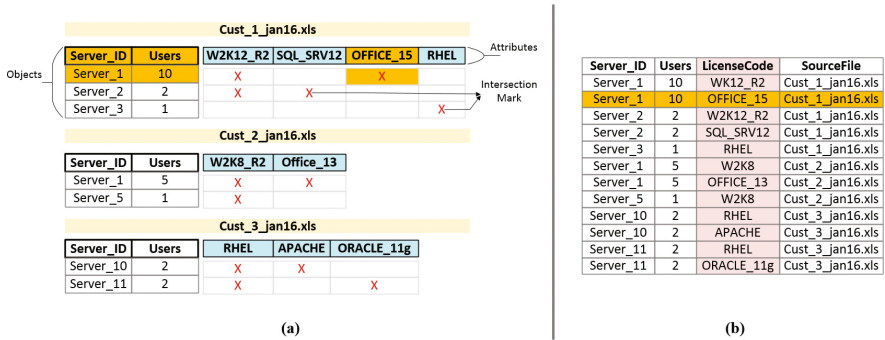 Cust_1_jan16.xls
Server_ID Users W2K12_R2 SQL_SRV12 OFFICE_15 RHEL
Attributes
Objects
Server_1 10 X X
Server_2 2 X X
Server_3 1 X
Intersection
Mark
Cust_2_jan16.xls
Server_ID Users W2K8_R2 Office_13
Server_1 5 X X
Server_5 1 X
Cust_3_jan16.xls
Server_ID Users RHEL APACHE ORACLE_11g
Server_10 2 X X
Server_11 2 X X
(a)
Server_ID Users LicenseCode SourceFile
Server_1 10 WK12_R2 Cust_1_jan16.xls
Server_1 10 OFFICE_15 Cust_1_jan16.xls
Server_2 2 W2K12_R2 Cust_1_jan16.xls
Server_2 2 SQL_SRV12 Cust_1_jan16.xls
Server_3 1 RHEL Cust_1_jan16.xls
Server_1 5 W2K8 Cust_2_jan16.xls
Server_1 5 OFFICE_13 Cust_2_jan16.xls
Server_5 1 W2K8 Cust_2_jan16.xls
Server_10 2 RHEL Cust_3_jan16.xls
Server_10 2 APACHE Cust_3_jan16.xls
Server_11 2 RHEL Cust_3_jan16.xls
Server_11 2 ORACLE_11g Cust_3_jan16.xls
(b)